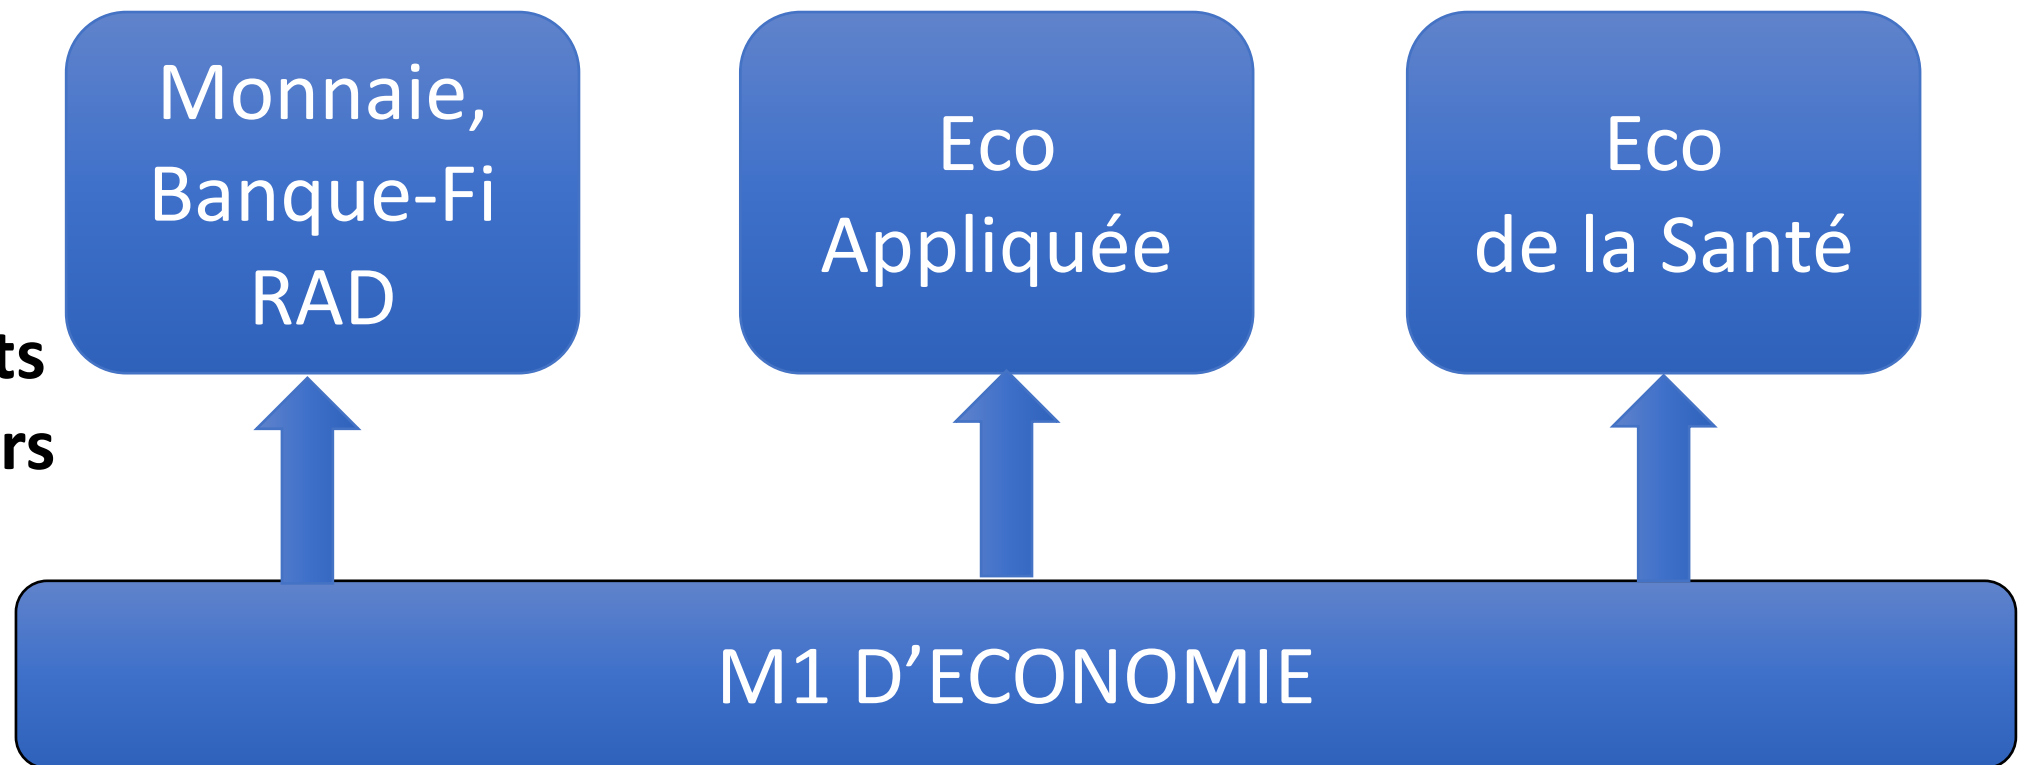 Monnaie,
Banque-Fi
RAD
Eco
Appliquée
Eco
de la Santé
M1 D’ECONOMIE